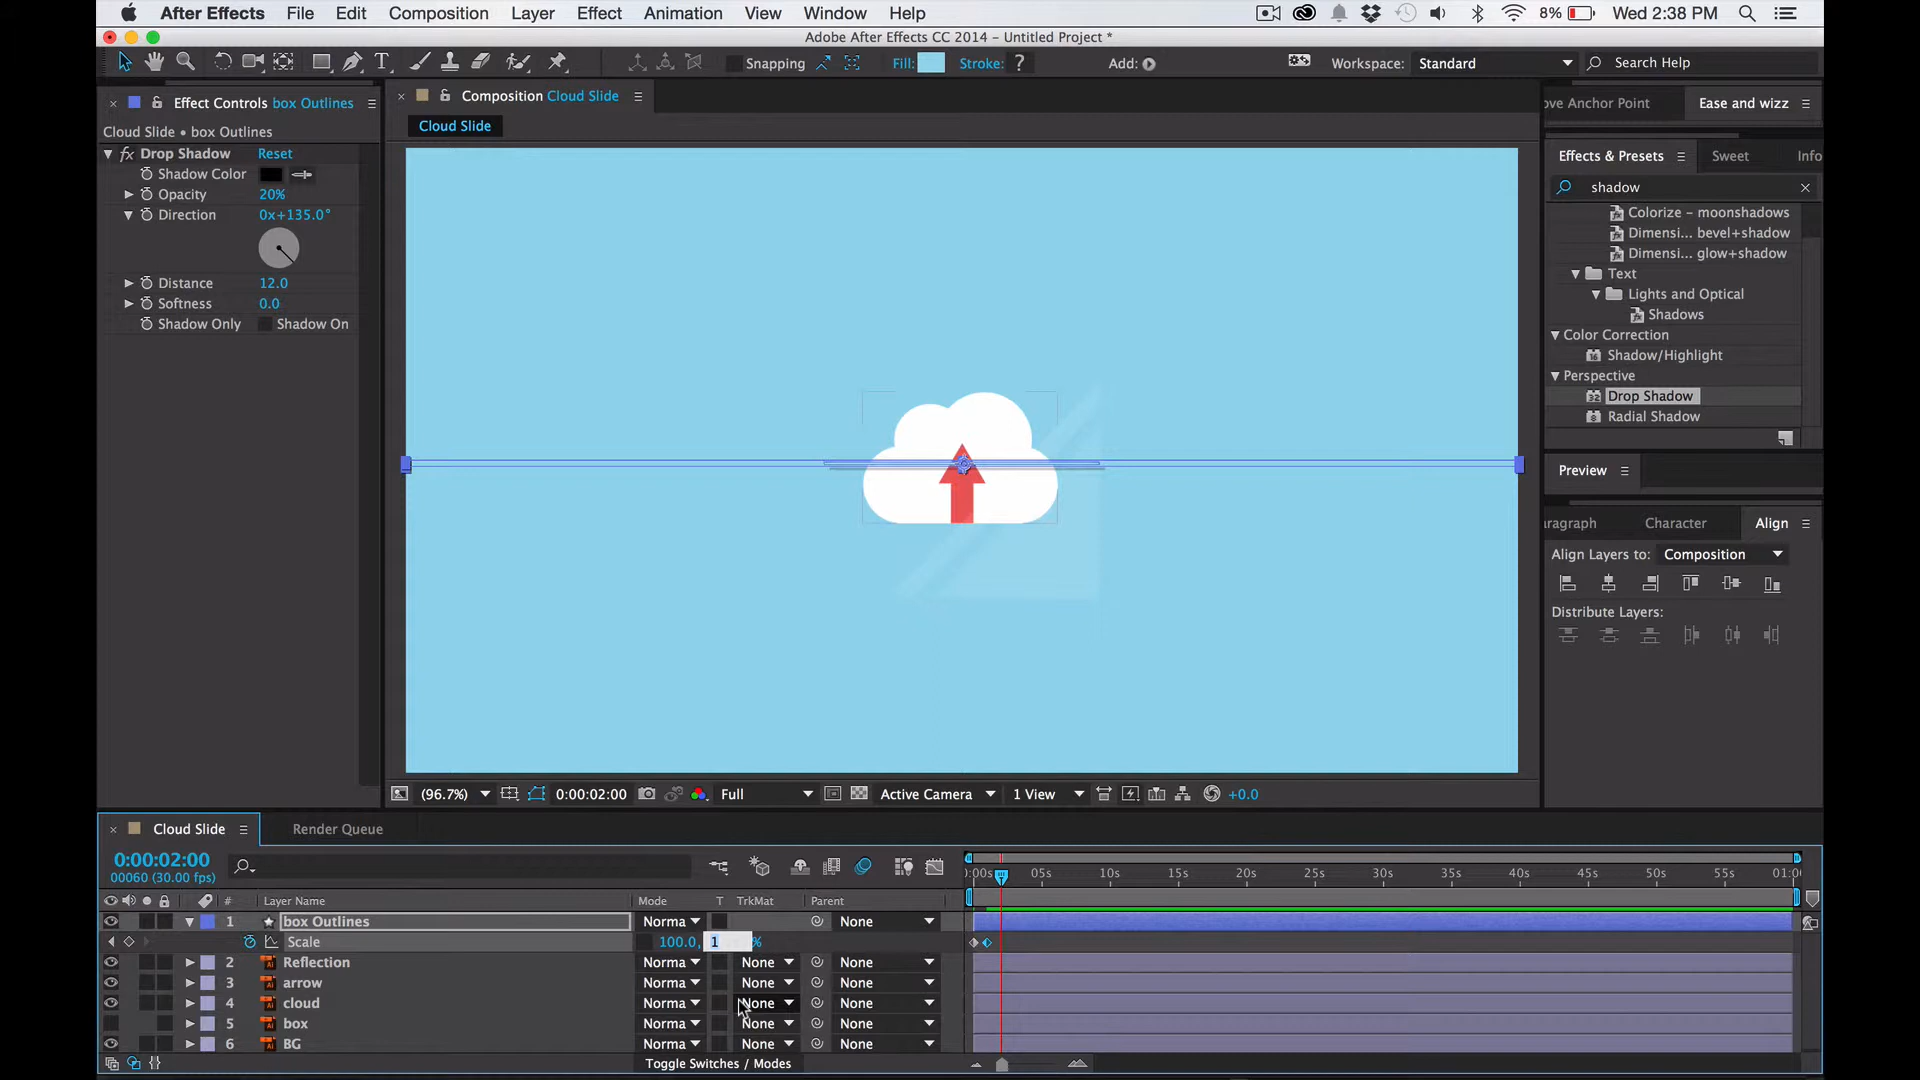 After Effects File Edit Composition Layer Effect Animation View Window Help 8% Wed 2:38 PM
Adobe After Effects CC 2014 – Untitled Project *
T Snapping Fill: Stroke: ? Add: Workspace: Standard Search Help
Effect Controls box Outlines
Cloud Slide • box Outlines
fx Drop Shadow Reset
Shadow Color
Opacity 20%
Direction 0x+135.0°
Distance 12.0
Softness 0.0
Shadow Only Shadow On
Composition Cloud Slide
Cloud Slide
(96.7%) 0:00:02:00 Full Active Camera 1 View +0.0
ove Anchor Point Ease and wizz
Effects & Presets Sweet Info
shadow
Colorize – moonshadows
Dimensi... bevel+shadow
Dimensi... glow+shadow
Text
Lights and Optical
Shadows
Color Correction
16 Shadow/Highlight
Perspective
32 Drop Shadow
8 Radial Shadow
Preview
aragraph Character Align
Align Layers to: Composition
Distribute Layers:
Cloud Slide Render Queue
0:00:02:00
00060 (30.00 fps)
:00s 05s 10s 15s 20s 25s 30s 35s 40s 45s 50s 55s 01:0
# Layer Name Mode T TrkMat Parent
1 box Outlines Norma None
Scale 100.0, 1 %
2 Reflection Norma None None
3 arrow Norma None None
4 cloud Norma None None
5 box Norma None None
6 BG Norma None None
Toggle Switches / Modes